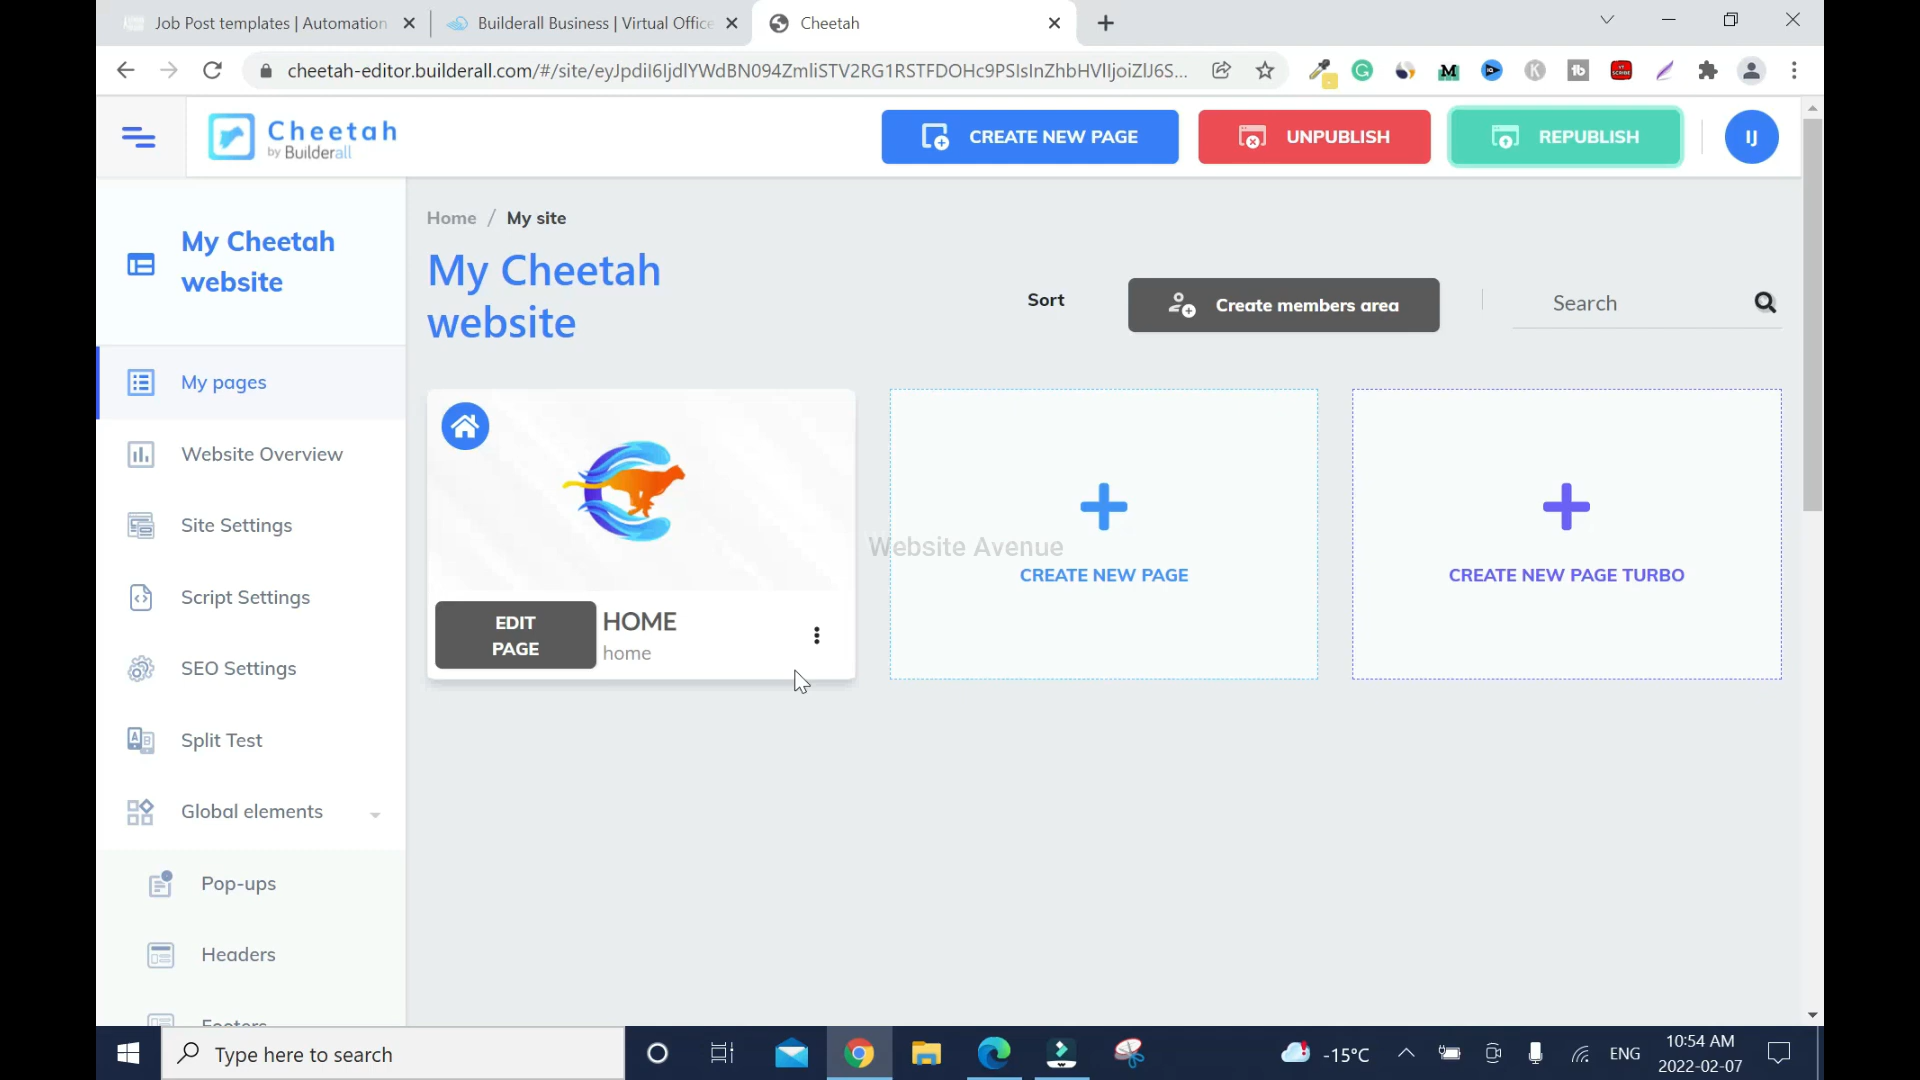 Job Post templates | Automation
Builderall Business | Virtual Office
Cheetah
cheetah-editor.builderall.com/#/site/eyJpdiI6IjdlYWdBN094ZmliSTV2RG1RSTFDOHc9PSIsInZhbHVlIjoiZlJ6S...
Cheetah
by Builderall
CREATE NEW PAGE
UNPUBLISH
REPUBLISH
IJ
My Cheetah
website
My pages
Website Overview
Site Settings
Script Settings
SEO Settings
Split Test
Global elements
Pop-ups
Headers
Footers
Home / My site
My Cheetah
website
Sort
Create members area
Search
EDIT
PAGE
HOME
home
Website Avenue
CREATE NEW PAGE
CREATE NEW PAGE TURBO
Type here to search
-15°C
ENG
10:54 AM
2022-02-07